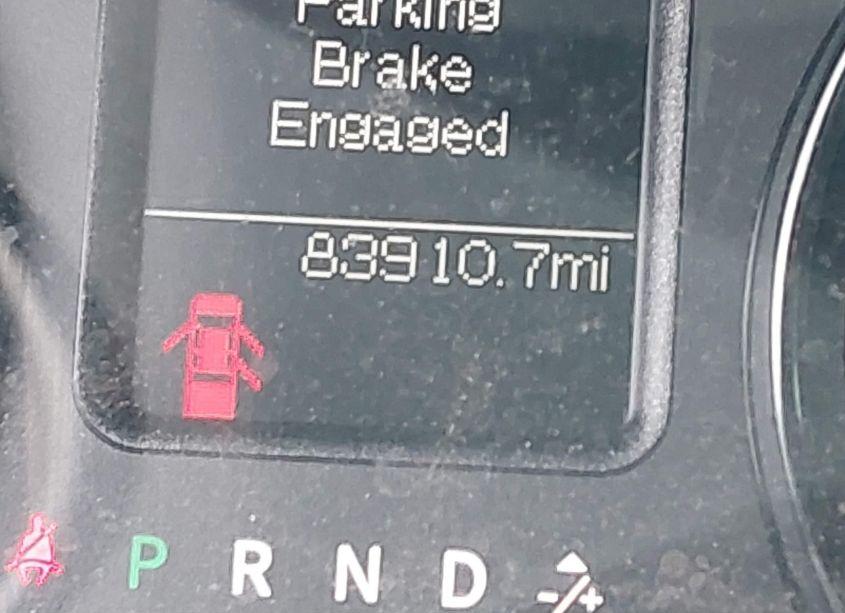 Parking
Brake
Engaged
83910.7mi
P R N D -/+